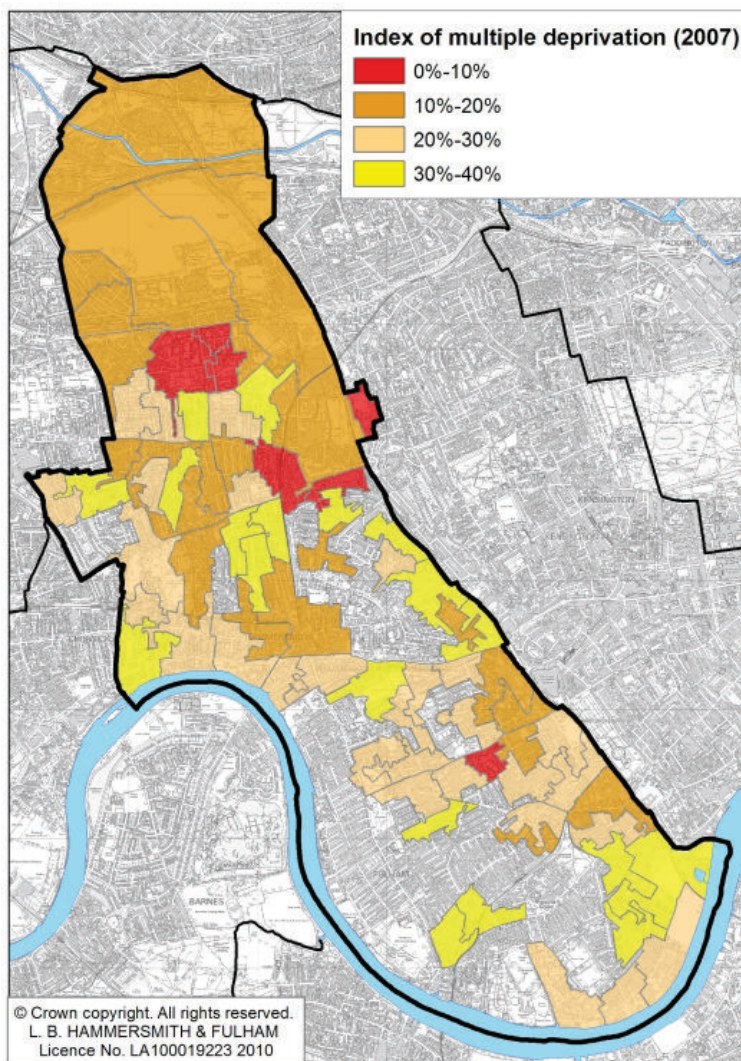 Index of multiple deprivation (2007)
0%-10%
10%-20%
20%-30%
30%-40%
PADDINGTON
KENSINGTON
FULHAM
BARNES
© Crown copyright. All rights reserved.
L. B. HAMMERSMITH & FULHAM
Licence No. LA100019223 2010